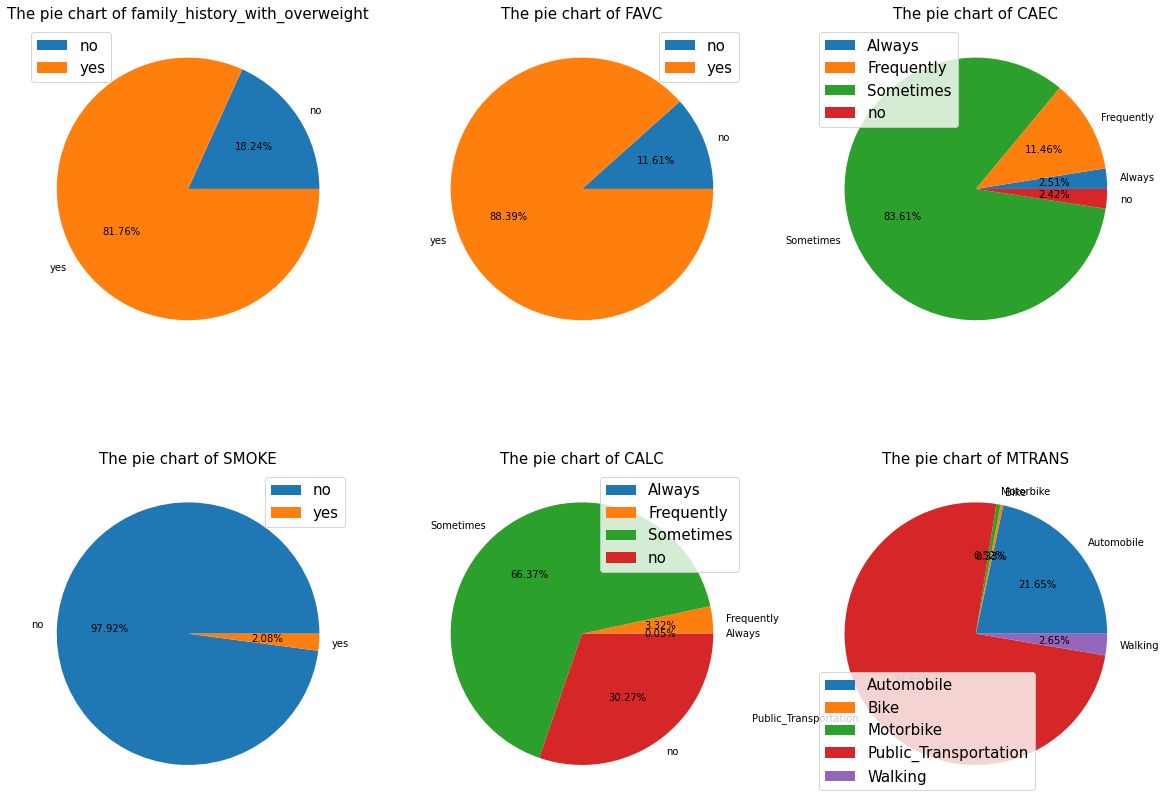 The pie chart of family_history_with_overweight
no
yes
no
18.24%
81.76%
yes
The pie chart of FAVC
no
yes
no
11.61%
88.39%
yes
The pie chart of CAEC
Always
Frequently
Sometimes
no
Frequently
11.46%
Always
2.51%
2.42%
no
83.61%
Sometimes
The pie chart of SMOKE
no
yes
no
97.92%
2.08%
yes
The pie chart of CALC
Always
Frequently
Sometimes
no
Sometimes
66.37%
Frequently
3.32%
0.05%
Always
30.27%
no
The pie chart of MTRANS
Motorbike
Bike
Automobile
0.52%
0.33%
21.65%
2.65%
Walking
Public_Transportation
Automobile
Bike
Motorbike
Public_Transportation
Walking